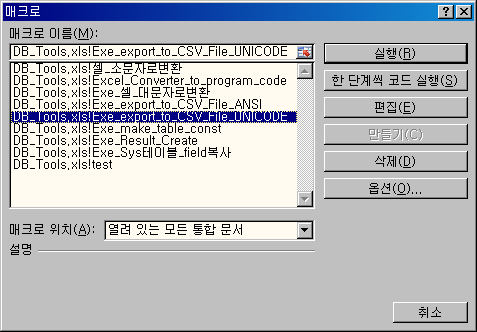 매크로
매크로 이름(M):
DB_Tools.xls!Exe_export_to_CSV_File_UNICODE
DB_Tools.xls!셀_소문자로변환
DB_Tools.xls!Excel_Converter_to_program_code
DB_Tools.xls!Exe_셀_대문자로변환
DB_Tools.xls!Exe_export_to_CSV_File_ANSI
DB_Tools.xls!Exe_export_to_CSV_File_UNICODE
DB_Tools.xls!Exe_make_table_const
DB_Tools.xls!Exe_Result_Create
DB_Tools.xls!Exe_Sys테이블_field복사
DB_Tools.xls!test
매크로 위치(A): 열려 있는 모든 통합 문서
설명
실행(R)
한 단계씩 코드 실행(S)
편집(E)
만들기(C)
삭제(D)
옵션(O)...
취소